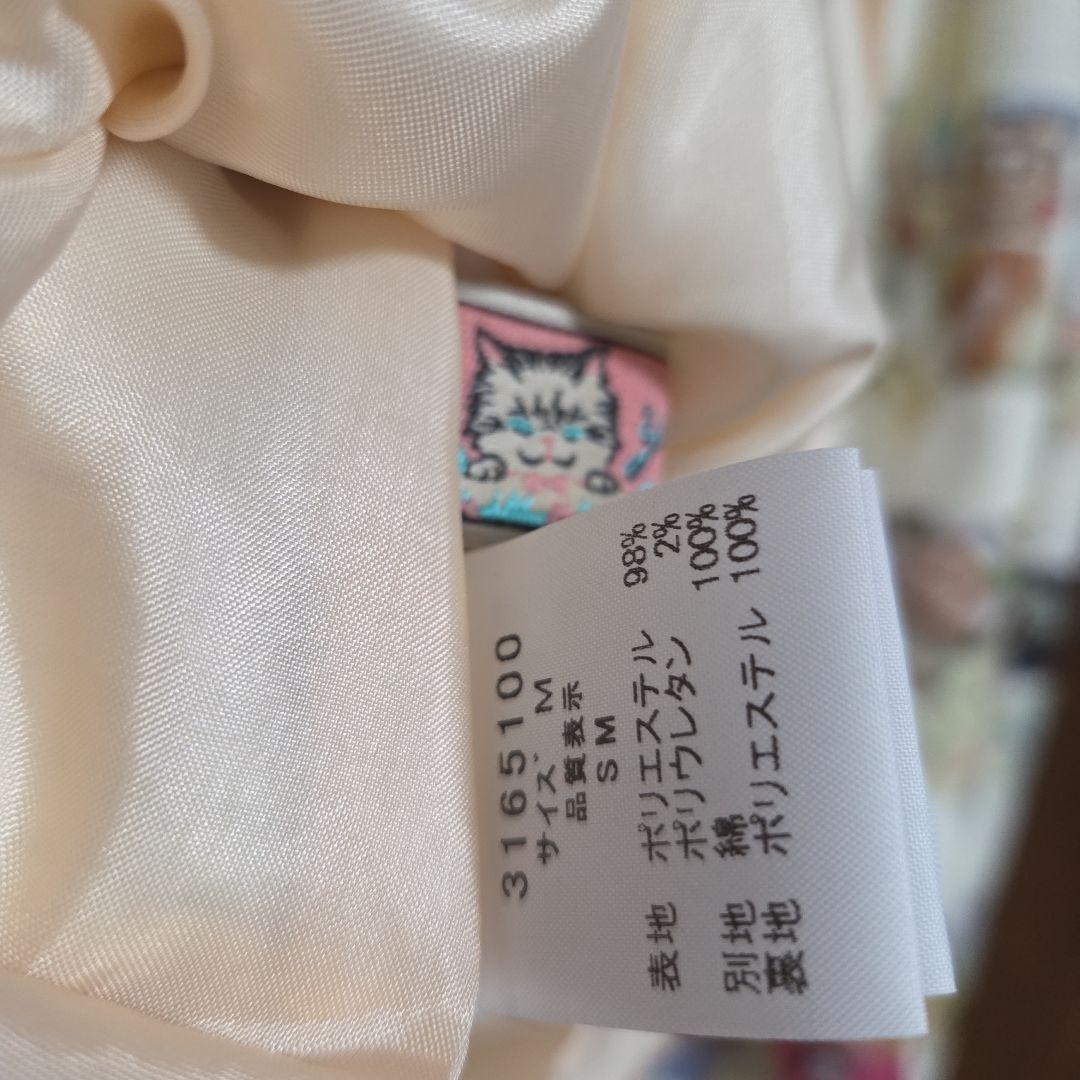 3165100
サイズ M
品質表示
SM
表地 ポリエステル 98%
ポリウレタン 2%
別地 綿 100%
裏地 ポリエステル 100%